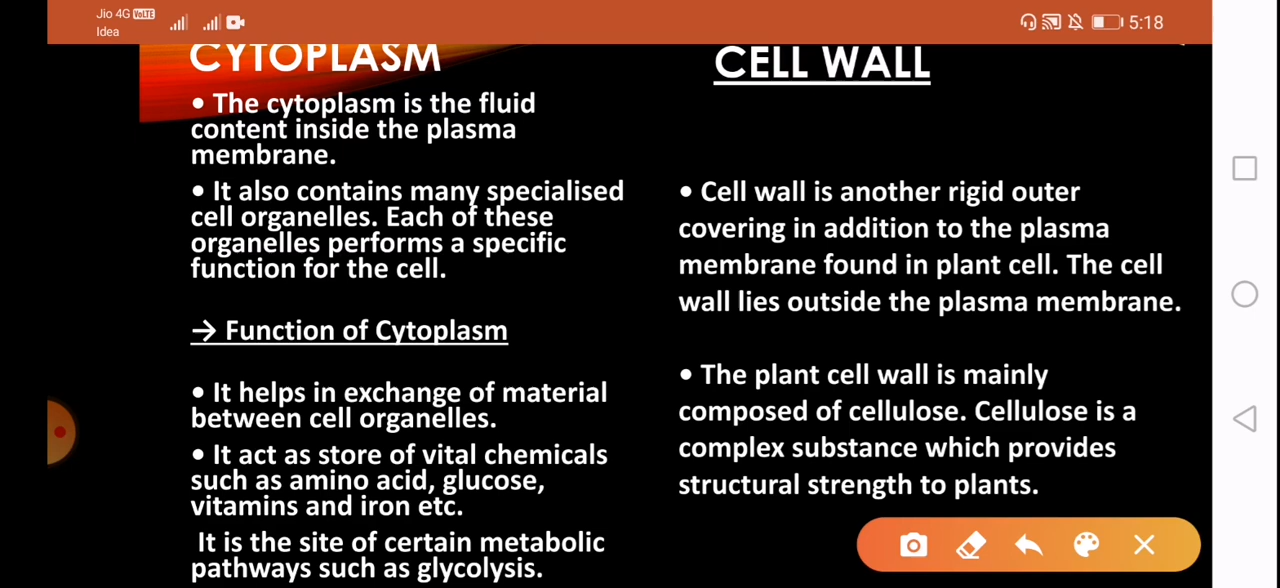 Jio 4G VoLTE
Idea
5:18
CYTOPLASM
• The cytoplasm is the fluid
content inside the plasma
membrane.
• It also contains many specialised
cell organelles. Each of these
organelles performs a specific
function for the cell.
→ Function of Cytoplasm
• It helps in exchange of material
between cell organelles.
• It act as store of vital chemicals
such as amino acid, glucose,
vitamins and iron etc.
It is the site of certain metabolic
pathways such as glycolysis.
CELL WALL
• Cell wall is another rigid outer
covering in addition to the plasma
membrane found in plant cell. The cell
wall lies outside the plasma membrane.
• The plant cell wall is mainly
composed of cellulose. Cellulose is a
complex substance which provides
structural strength to plants.